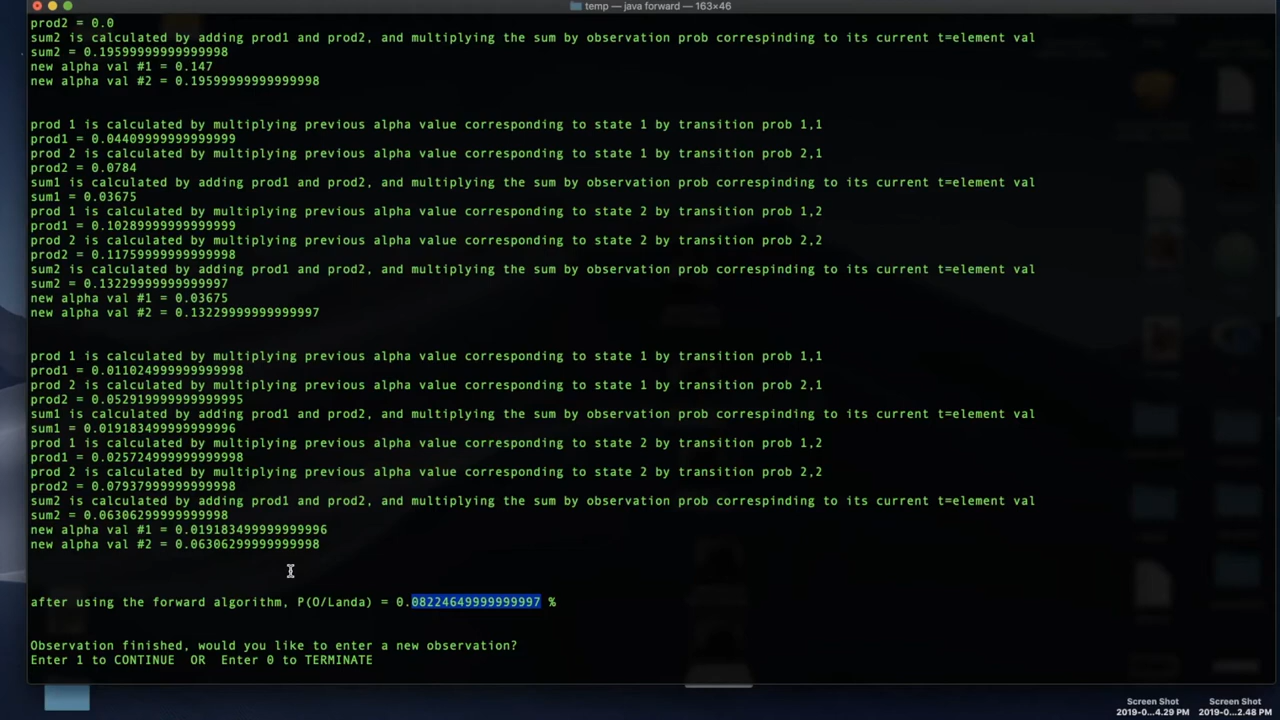 temp — java forward — 163×46
prod2 = 0.0
sum2 is calculated by adding prod1 and prod2, and multiplying the sum by observation prob correspinding to its current t=element val
sum2 = 0.19599999999999998
new alpha val #1 = 0.147
new alpha val #2 = 0.19599999999999998
prod 1 is calculated by multiplying previous alpha value corresponding to state 1 by transition prob 1,1
prod1 = 0.04409999999999999
prod 2 is calculated by multiplying previous alpha value corresponding to state 1 by transition prob 2,1
prod2 = 0.0784
sum1 is calculated by adding prod1 and prod2, and multiplying the sum by observation prob correspinding to its current t=element val
sum1 = 0.03675
prod 1 is calculated by multiplying previous alpha value corresponding to state 2 by transition prob 1,2
prod1 = 0.10289999999999999
prod 2 is calculated by multiplying previous alpha value corresponding to state 2 by transition prob 2,2
prod2 = 0.11759999999999998
sum2 is calculated by adding prod1 and prod2, and multiplying the sum by observation prob correspinding to its current t=element val
sum2 = 0.13229999999999997
new alpha val #1 = 0.03675
new alpha val #2 = 0.13229999999999997
prod 1 is calculated by multiplying previous alpha value corresponding to state 1 by transition prob 1,1
prod1 = 0.011024999999999998
prod 2 is calculated by multiplying previous alpha value corresponding to state 1 by transition prob 2,1
prod2 = 0.052919999999999995
sum1 is calculated by adding prod1 and prod2, and multiplying the sum by observation prob correspinding to its current t=element val
sum1 = 0.019183499999999996
prod 1 is calculated by multiplying previous alpha value corresponding to state 2 by transition prob 1,2
prod1 = 0.025724999999999998
prod 2 is calculated by multiplying previous alpha value corresponding to state 2 by transition prob 2,2
prod2 = 0.07937999999999998
sum2 is calculated by adding prod1 and prod2, and multiplying the sum by observation prob correspinding to its current t=element val
sum2 = 0.06306299999999998
new alpha val #1 = 0.019183499999999996
new alpha val #2 = 0.06306299999999998
after using the forward algorithm, P(O/Landa) = 0.08224649999999997 %
Observation finished, would you like to enter a new observation?
Enter 1 to CONTINUE OR Enter 0 to TERMINATE
Screen Shot Screen Shot
2019-0...4.29 PM 2019-0...2.48 PM